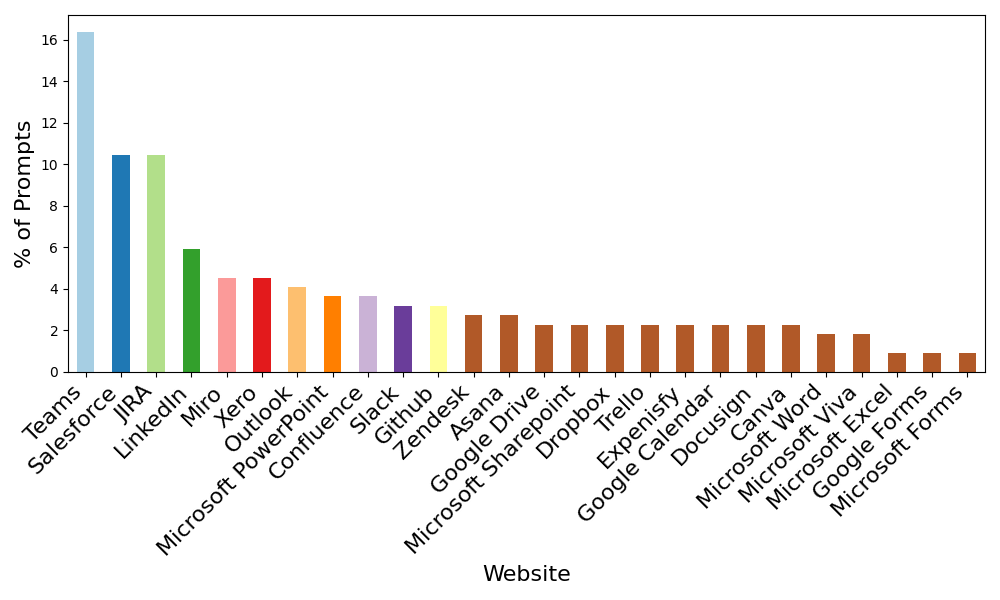 % of Prompts
16
14
12
10
8
6
4
2
0
Teams
Salesforce
JIRA
LinkedIn
Miro
Xero
Outlook
Microsoft PowerPoint
Confluence
Slack
Github
Zendesk
Asana
Google Drive
Microsoft Sharepoint
Dropbox
Trello
Expenisfy
Google Calendar
Docusign
Canva
Microsoft Word
Microsoft Viva
Microsoft Excel
Google Forms
Microsoft Forms
Website